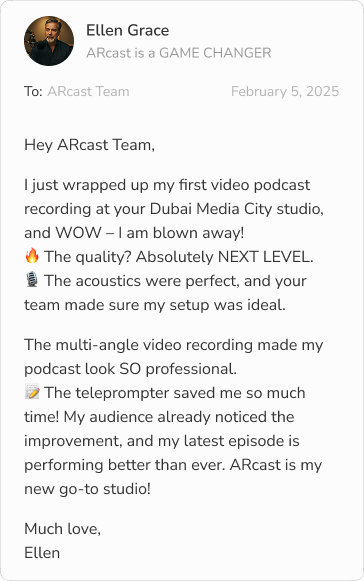 Ellen Grace
ARcast is a GAME CHANGER
To: ARcast Team
February 5, 2025
Hey ARcast Team,
I just wrapped up my first video podcast
recording at your Dubai Media City studio,
and WOW – I am blown away!
🔥 The quality? Absolutely NEXT LEVEL.
🎙️ The acoustics were perfect, and your
team made sure my setup was ideal.
The multi-angle video recording made my
podcast look SO professional.
📝 The teleprompter saved me so much
time! My audience already noticed the
improvement, and my latest episode is
performing better than ever. ARcast is my
new go-to studio!
Much love,
Ellen